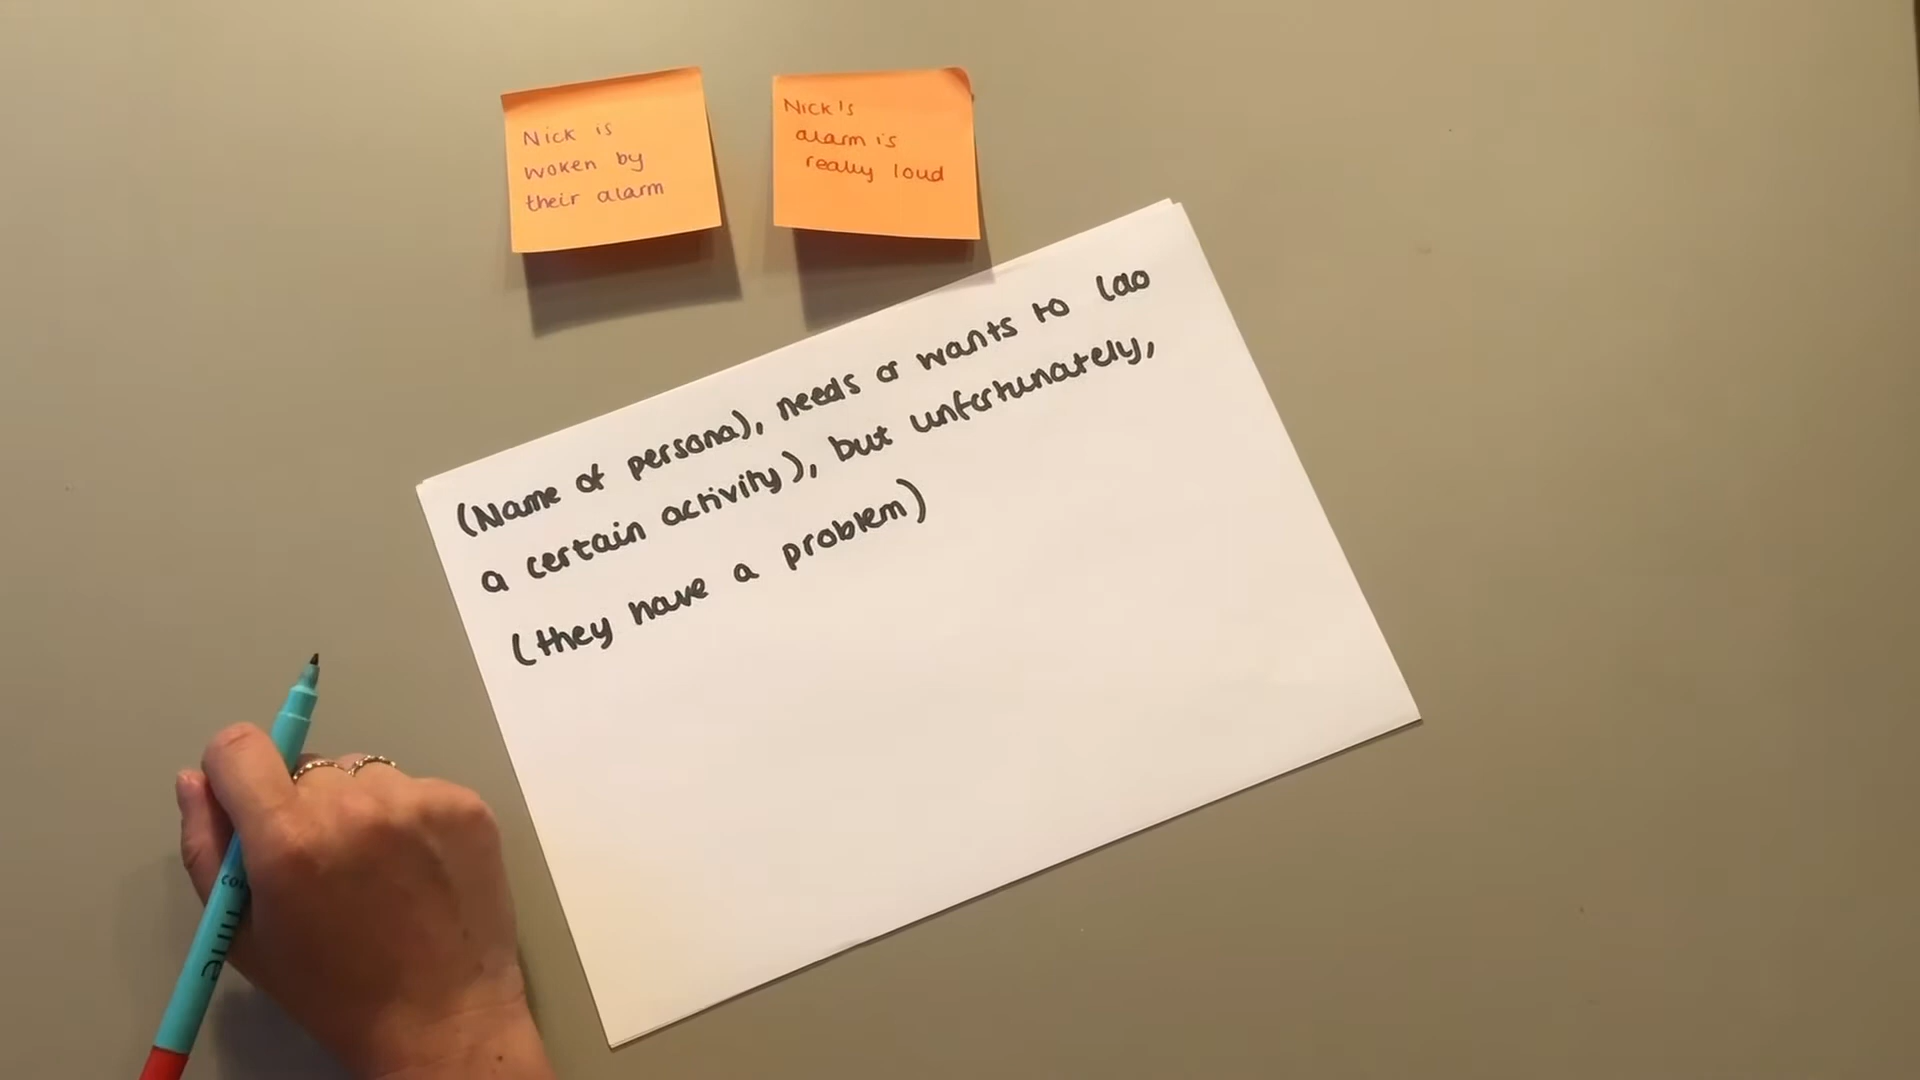 Nick is
woken by
their alarm
Nick's
alarm is
really loud
(Name of persona), needs or wants to (do
a certain activity), but unfortunately,
(they have a problem)